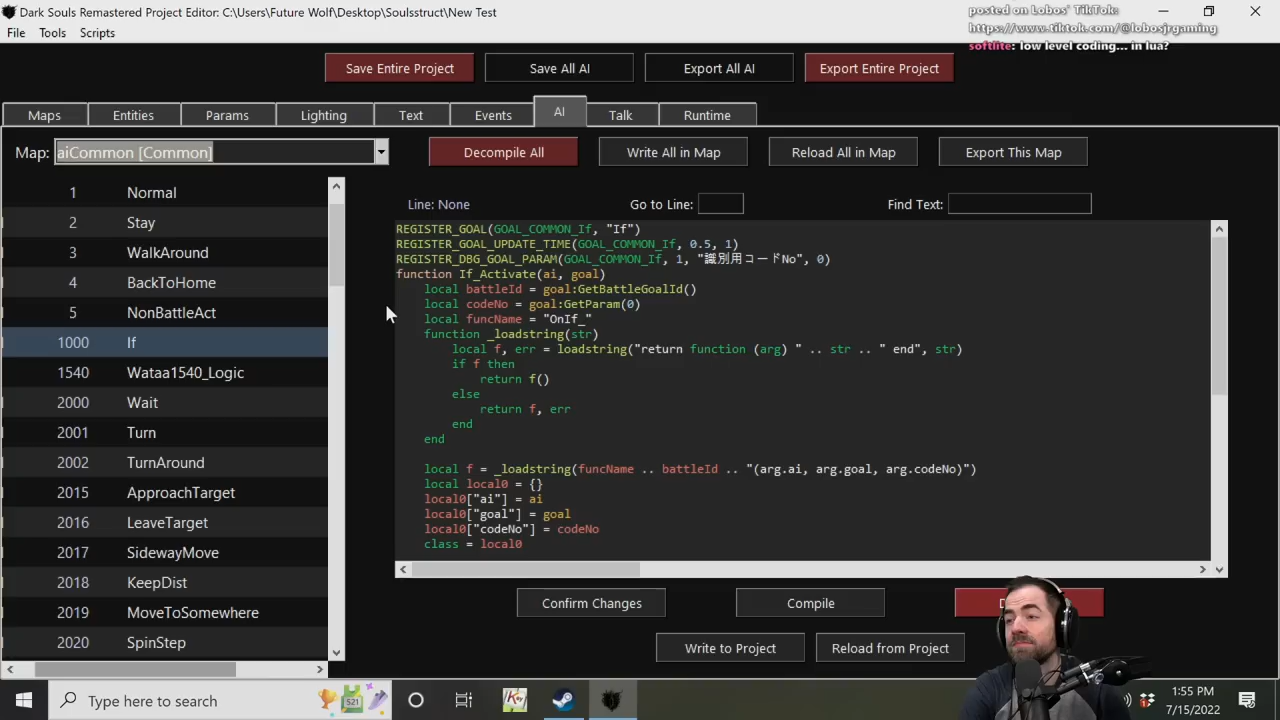 Dark Souls Remastered Project Editor: C:\Users\Future Wolf\Desktop\Soulsstruct\New Test
posted on Lobos' TikTok:
https://www.tiktok.com/@lobosjrgaming
softlite: low level coding... in lua?
File Tools Scripts
Save Entire Project Save All AI Export All AI Export Entire Project
Maps Entities Params Lighting Text Events AI Talk Runtime
Map: aiCommon [Common] Decompile All Write All in Map Reload All in Map Export This Map
Line: None Go to Line: Find Text:
1 Normal
2 Stay
3 WalkAround
4 BackToHome
5 NonBattleAct
1000 If
1540 Wataa1540_Logic
2000 Wait
2001 Turn
2002 TurnAround
2015 ApproachTarget
2016 LeaveTarget
2017 SidewayMove
2018 KeepDist
2019 MoveToSomewhere
2020 SpinStep
REGISTER_GOAL(GOAL_COMMON_If, "If")
REGISTER_GOAL_UPDATE_TIME(GOAL_COMMON_If, 0.5, 1)
REGISTER_DBG_GOAL_PARAM(GOAL_COMMON_If, 1, "識別用コードNo", 0)
function If_Activate(ai, goal)
local battleId = goal:GetBattleGoalId()
local codeNo = goal:GetParam(0)
local funcName = "OnIf_"
function _loadstring(str)
local f, err = loadstring("return function (arg) " .. str .. " end", str)
if f then
return f()
else
return f, err
end
end
local f = _loadstring(funcName .. battleId .. "(arg.ai, arg.goal, arg.codeNo)")
local local0 = {}
local0["ai"] = ai
local0["goal"] = goal
local0["codeNo"] = codeNo
class = local0
Confirm Changes Compile
Write to Project Reload from Project
Type here to search
521
Key
1:55 PM
7/15/2022